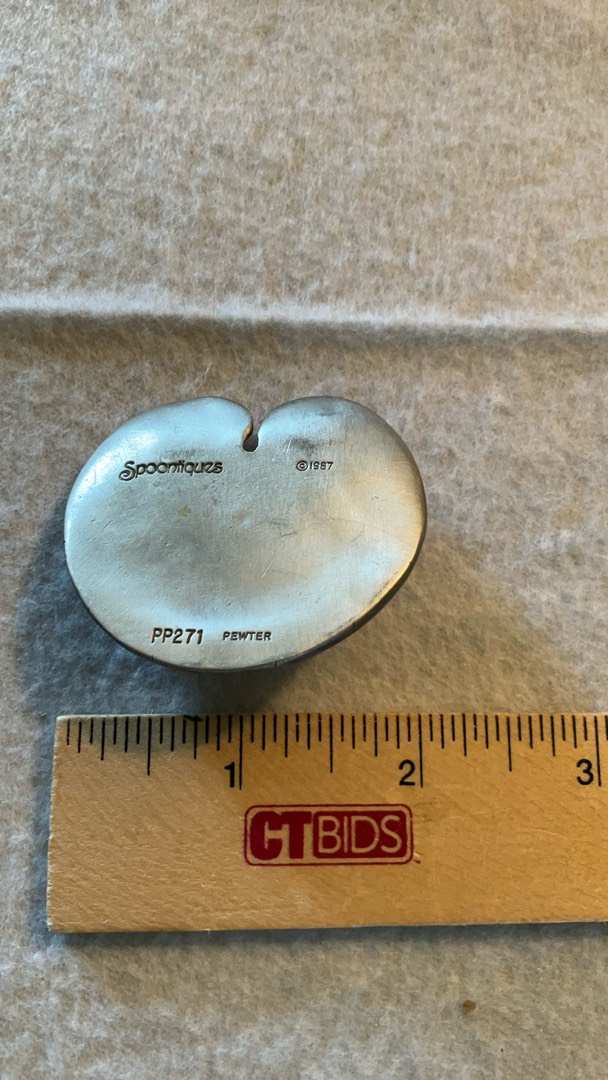 Spoontiques ©1987
PP271 PEWTER
1 2 3
CTBIDS